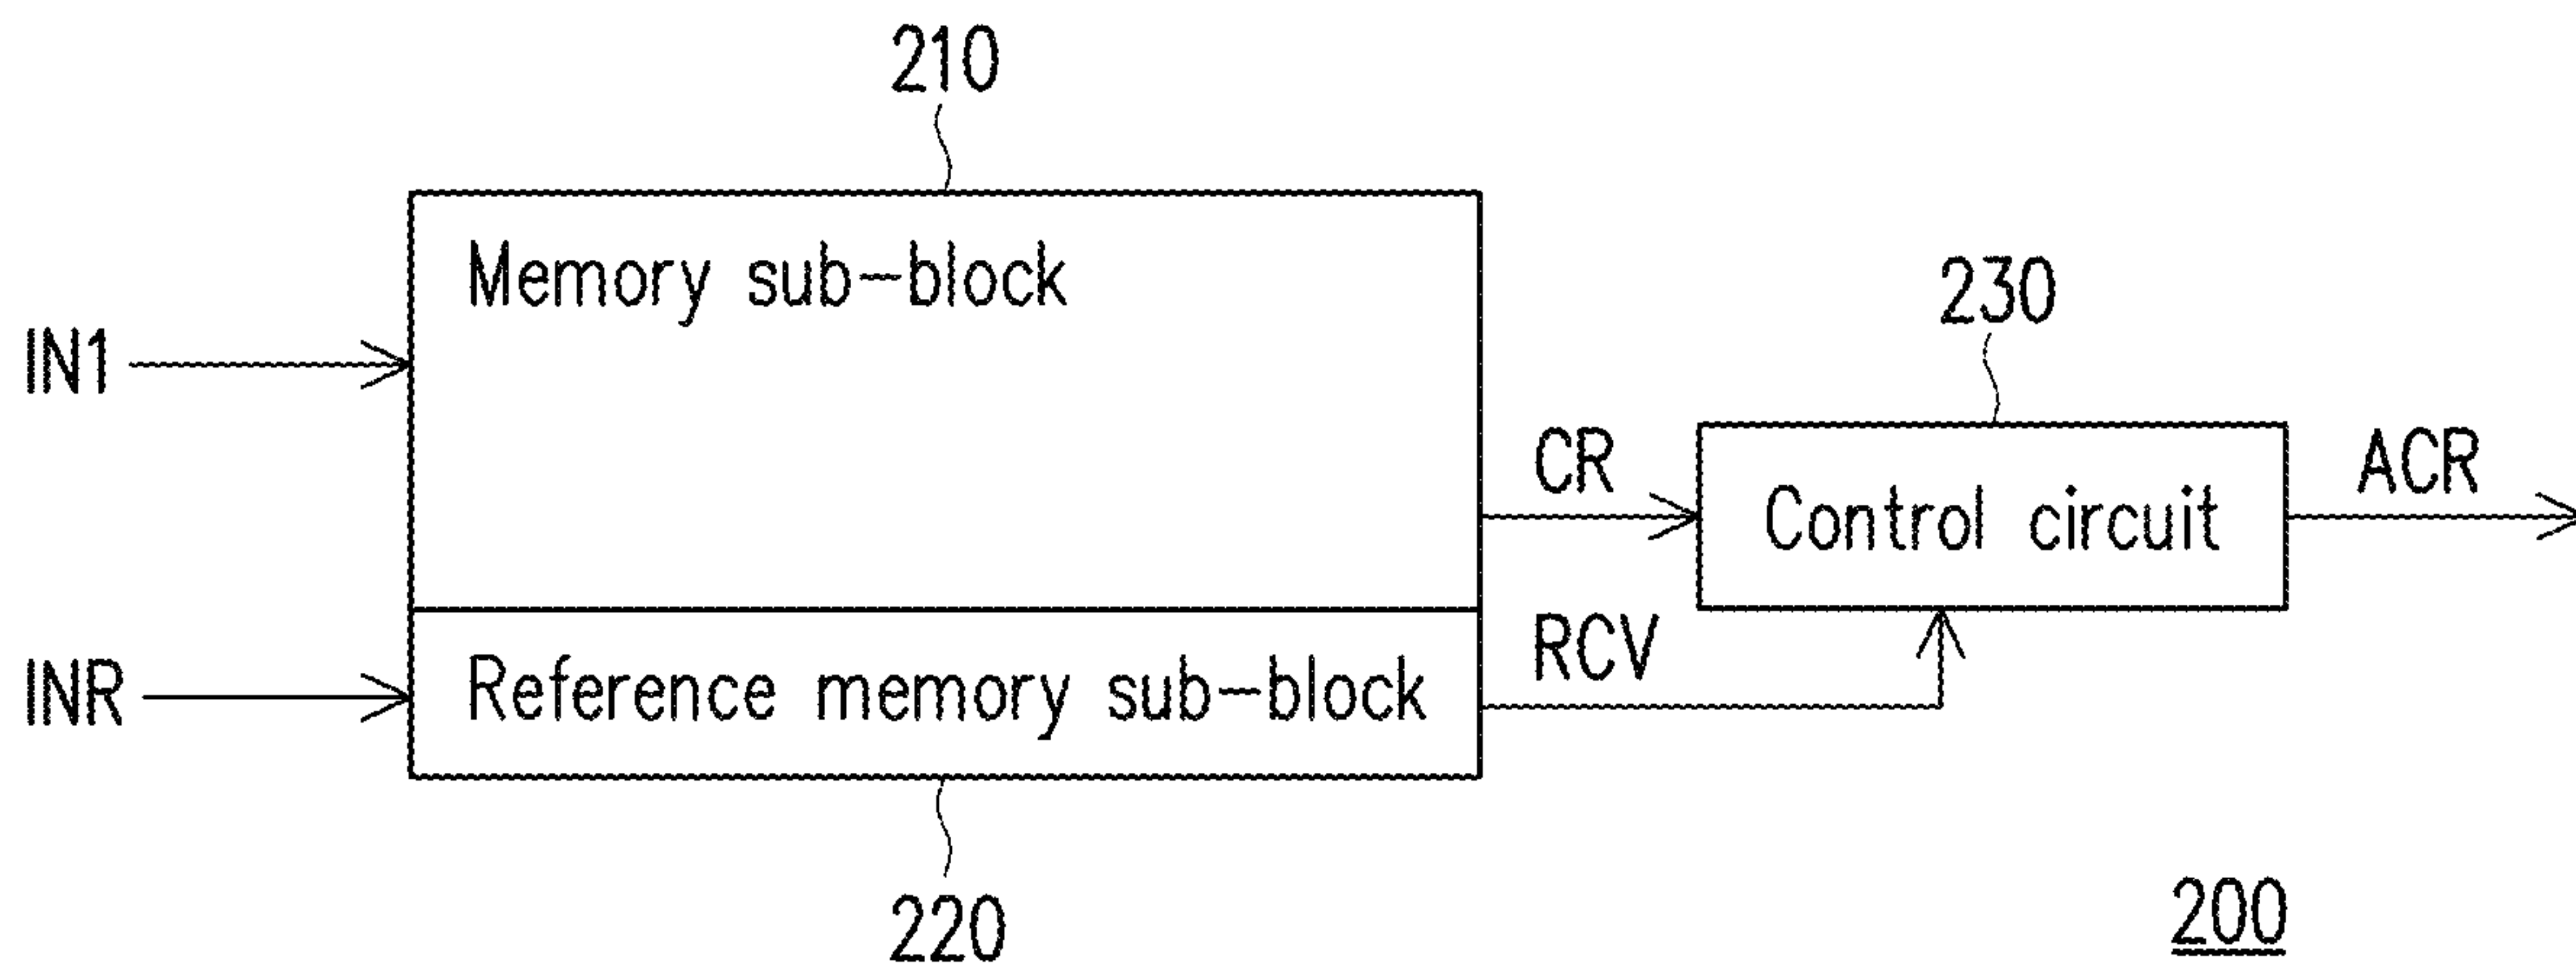 210
Memory sub-block
230
IN1
CR
Control circuit
ACR
RCV
INR
Reference memory sub-block
220
200